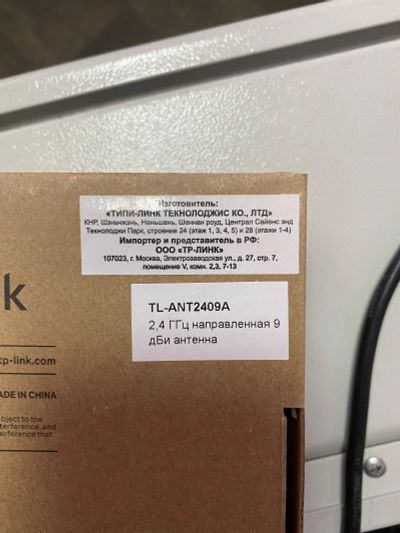 Изготовитель:
«ТИПИ-ЛИНК ТЕКНОЛОДЖИС КО., ЛТД»
КНР, Шэньчжэнь, Наньшань, Шеннан роуд, Централ Сайенс энд
Текнолоджи Парк, строение 24 (этаж 1, 3, 4, 5) и 28 (этажи 1-4)
Импортер и представитель в РФ:
ООО «ТР-ЛИНК»
107023, г. Москва, Электрозаводская ул., д. 27, стр. 7,
помещение V, комн. 2,3, 7-13
k
TL-ANT2409A
2,4 ГГц направленная 9
дБи антенна
tp-link.com
ADE IN CHINA
bject to the
terference, and
erference that